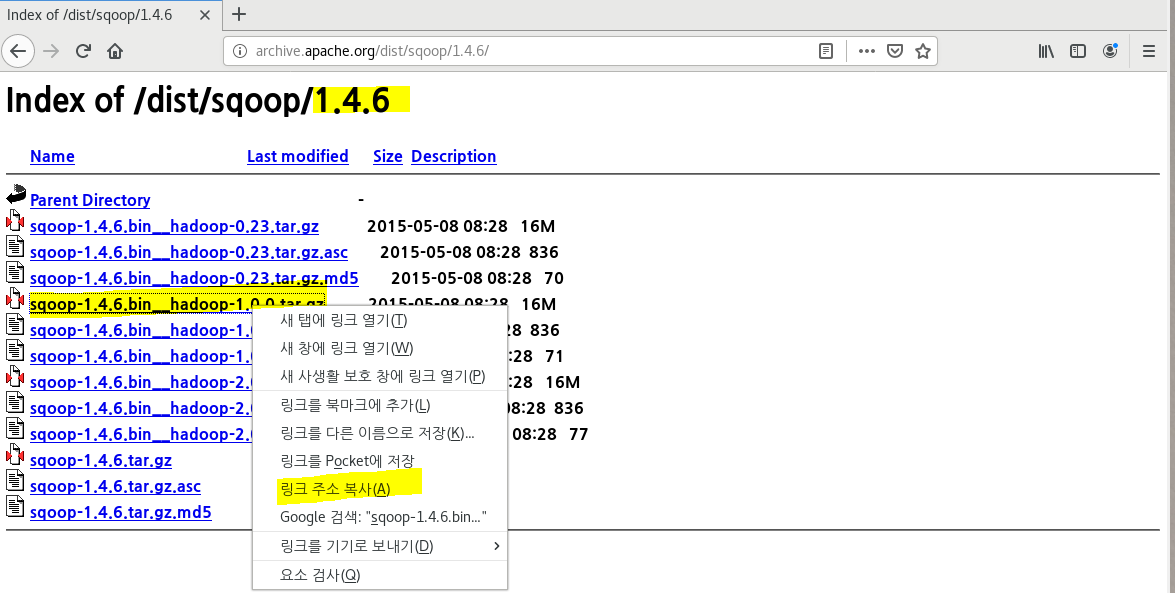 Index of /dist/sqoop/1.4.6
archive.apache.org/dist/sqoop/1.4.6/
Index of /dist/sqoop/1.4.6
Name Last modified Size Description
Parent Directory -
sqoop-1.4.6.bin__hadoop-0.23.tar.gz 2015-05-08 08:28 16M
sqoop-1.4.6.bin__hadoop-0.23.tar.gz.asc 2015-05-08 08:28 836
sqoop-1.4.6.bin__hadoop-0.23.tar.gz.md5 2015-05-08 08:28 70
sqoop-1.4.6.bin__hadoop-1.0.0.tar.gz 2015-05-08 08:28 16M
sqoop-1.4.6.bin__hadoop-1. 28 836
sqoop-1.4.6.bin__hadoop-1. :28 71
sqoop-1.4.6.bin__hadoop-2. :28 16M
sqoop-1.4.6.bin__hadoop-2. 08:28 836
sqoop-1.4.6.bin__hadoop-2. 08:28 77
sqoop-1.4.6.tar.gz
sqoop-1.4.6.tar.gz.asc
sqoop-1.4.6.tar.gz.md5
새 탭에 링크 열기(T)
새 창에 링크 열기(W)
새 사생활 보호 창에 링크 열기(P)
링크를 북마크에 추가(L)
링크를 다른 이름으로 저장(K)...
링크를 Pocket에 저장
링크 주소 복사(A)
Google 검색: "sqoop-1.4.6.bin..."
링크를 기기로 보내기(D)
요소 검사(Q)